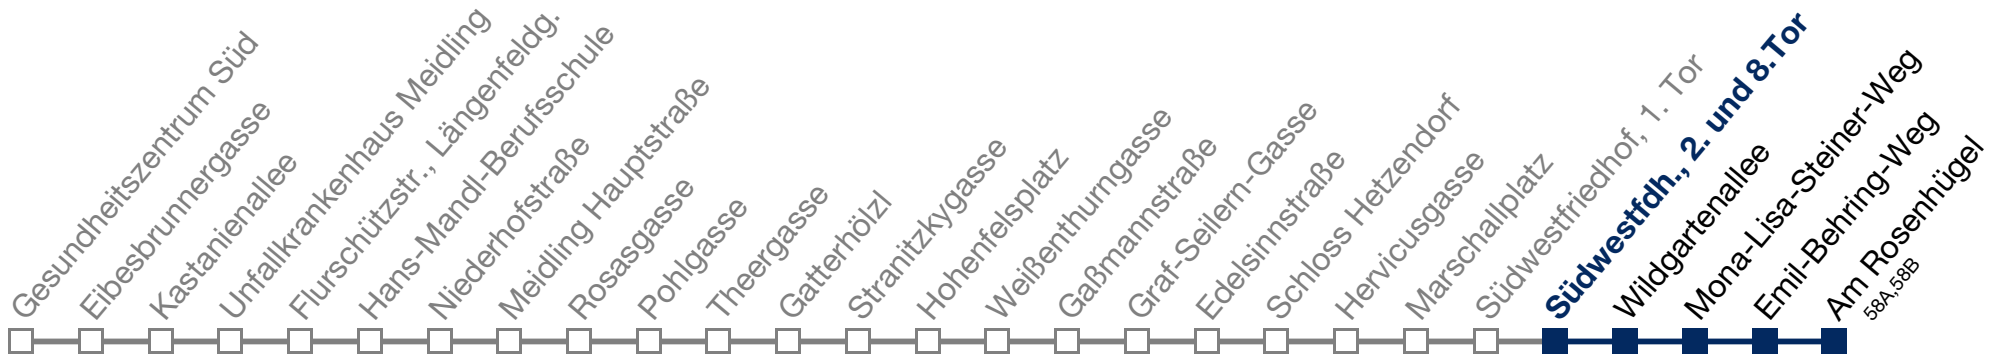 Gesundheitszentrum Süd
Eibesbrunnergasse
Kastanienallee
Unfallkrankenhaus Meidling
Flurschützstr., Längenfeldg.
Hans-Mandl-Berufsschule
Niederhofstraße
Meidling Hauptstraße
Rosasgasse
Pohlgasse
Theergasse
Gatterhölzl
Stranitzkygasse
Hohenfelsplatz
Weißenthurngasse
Gaßmannstraße
Graf-Seilern-Gasse
Edelsinnstraße
Schloss Hetzendorf
Hervicusgasse
Marschallplatz
Südwestfriedhof, 1. Tor
Südwestfdh., 2. und 8.Tor
Wildgartenallee
Mona-Lisa-Steiner-Weg
Emil-Behring-Weg
Am Rosenhügel
58A,58B